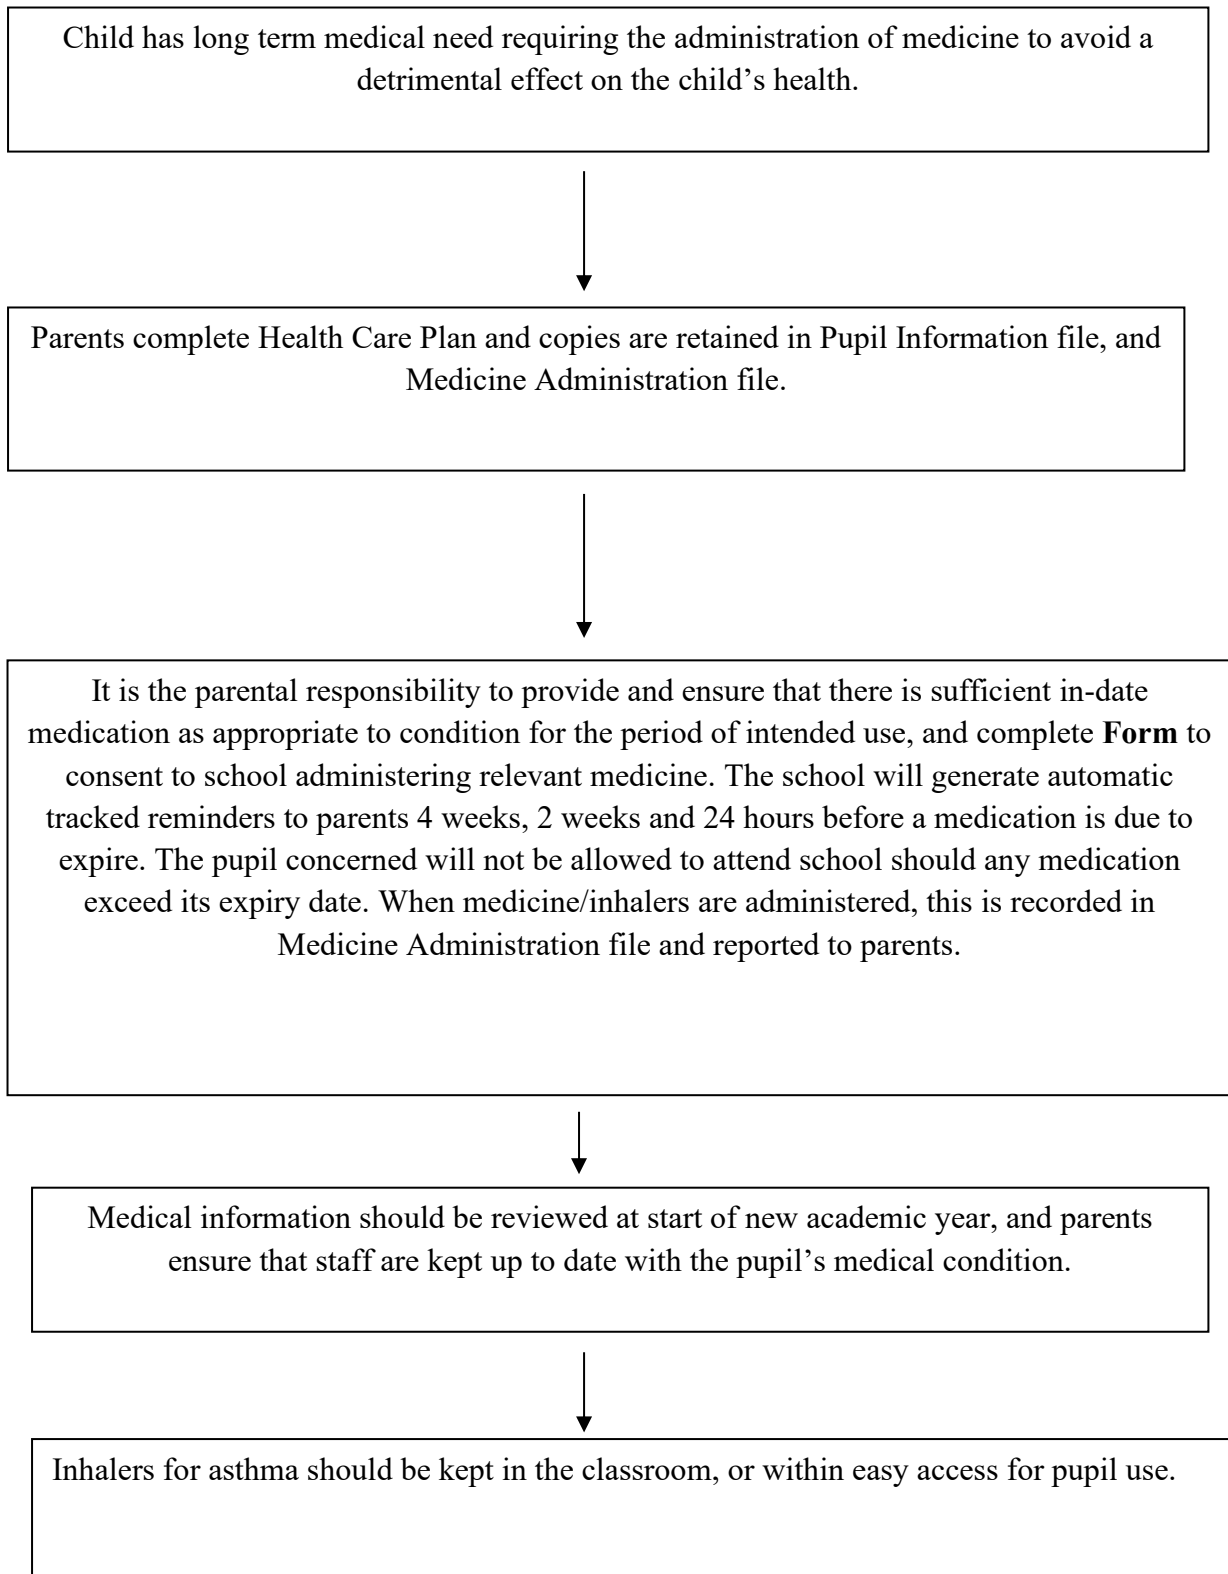 Child has long term medical need requiring the administration of medicine to avoid a
detrimental effect on the child’s health.
Parents complete Health Care Plan and copies are retained in Pupil Information file, and
Medicine Administration file.
It is the parental responsibility to provide and ensure that there is sufficient in-date
medication as appropriate to condition for the period of intended use, and complete Form to
consent to school administering relevant medicine. The school will generate automatic
tracked reminders to parents 4 weeks, 2 weeks and 24 hours before a medication is due to
expire. The pupil concerned will not be allowed to attend school should any medication
exceed its expiry date. When medicine/inhalers are administered, this is recorded in
Medicine Administration file and reported to parents.
Medical information should be reviewed at start of new academic year, and parents
ensure that staff are kept up to date with the pupil’s medical condition.
Inhalers for asthma should be kept in the classroom, or within easy access for pupil use.